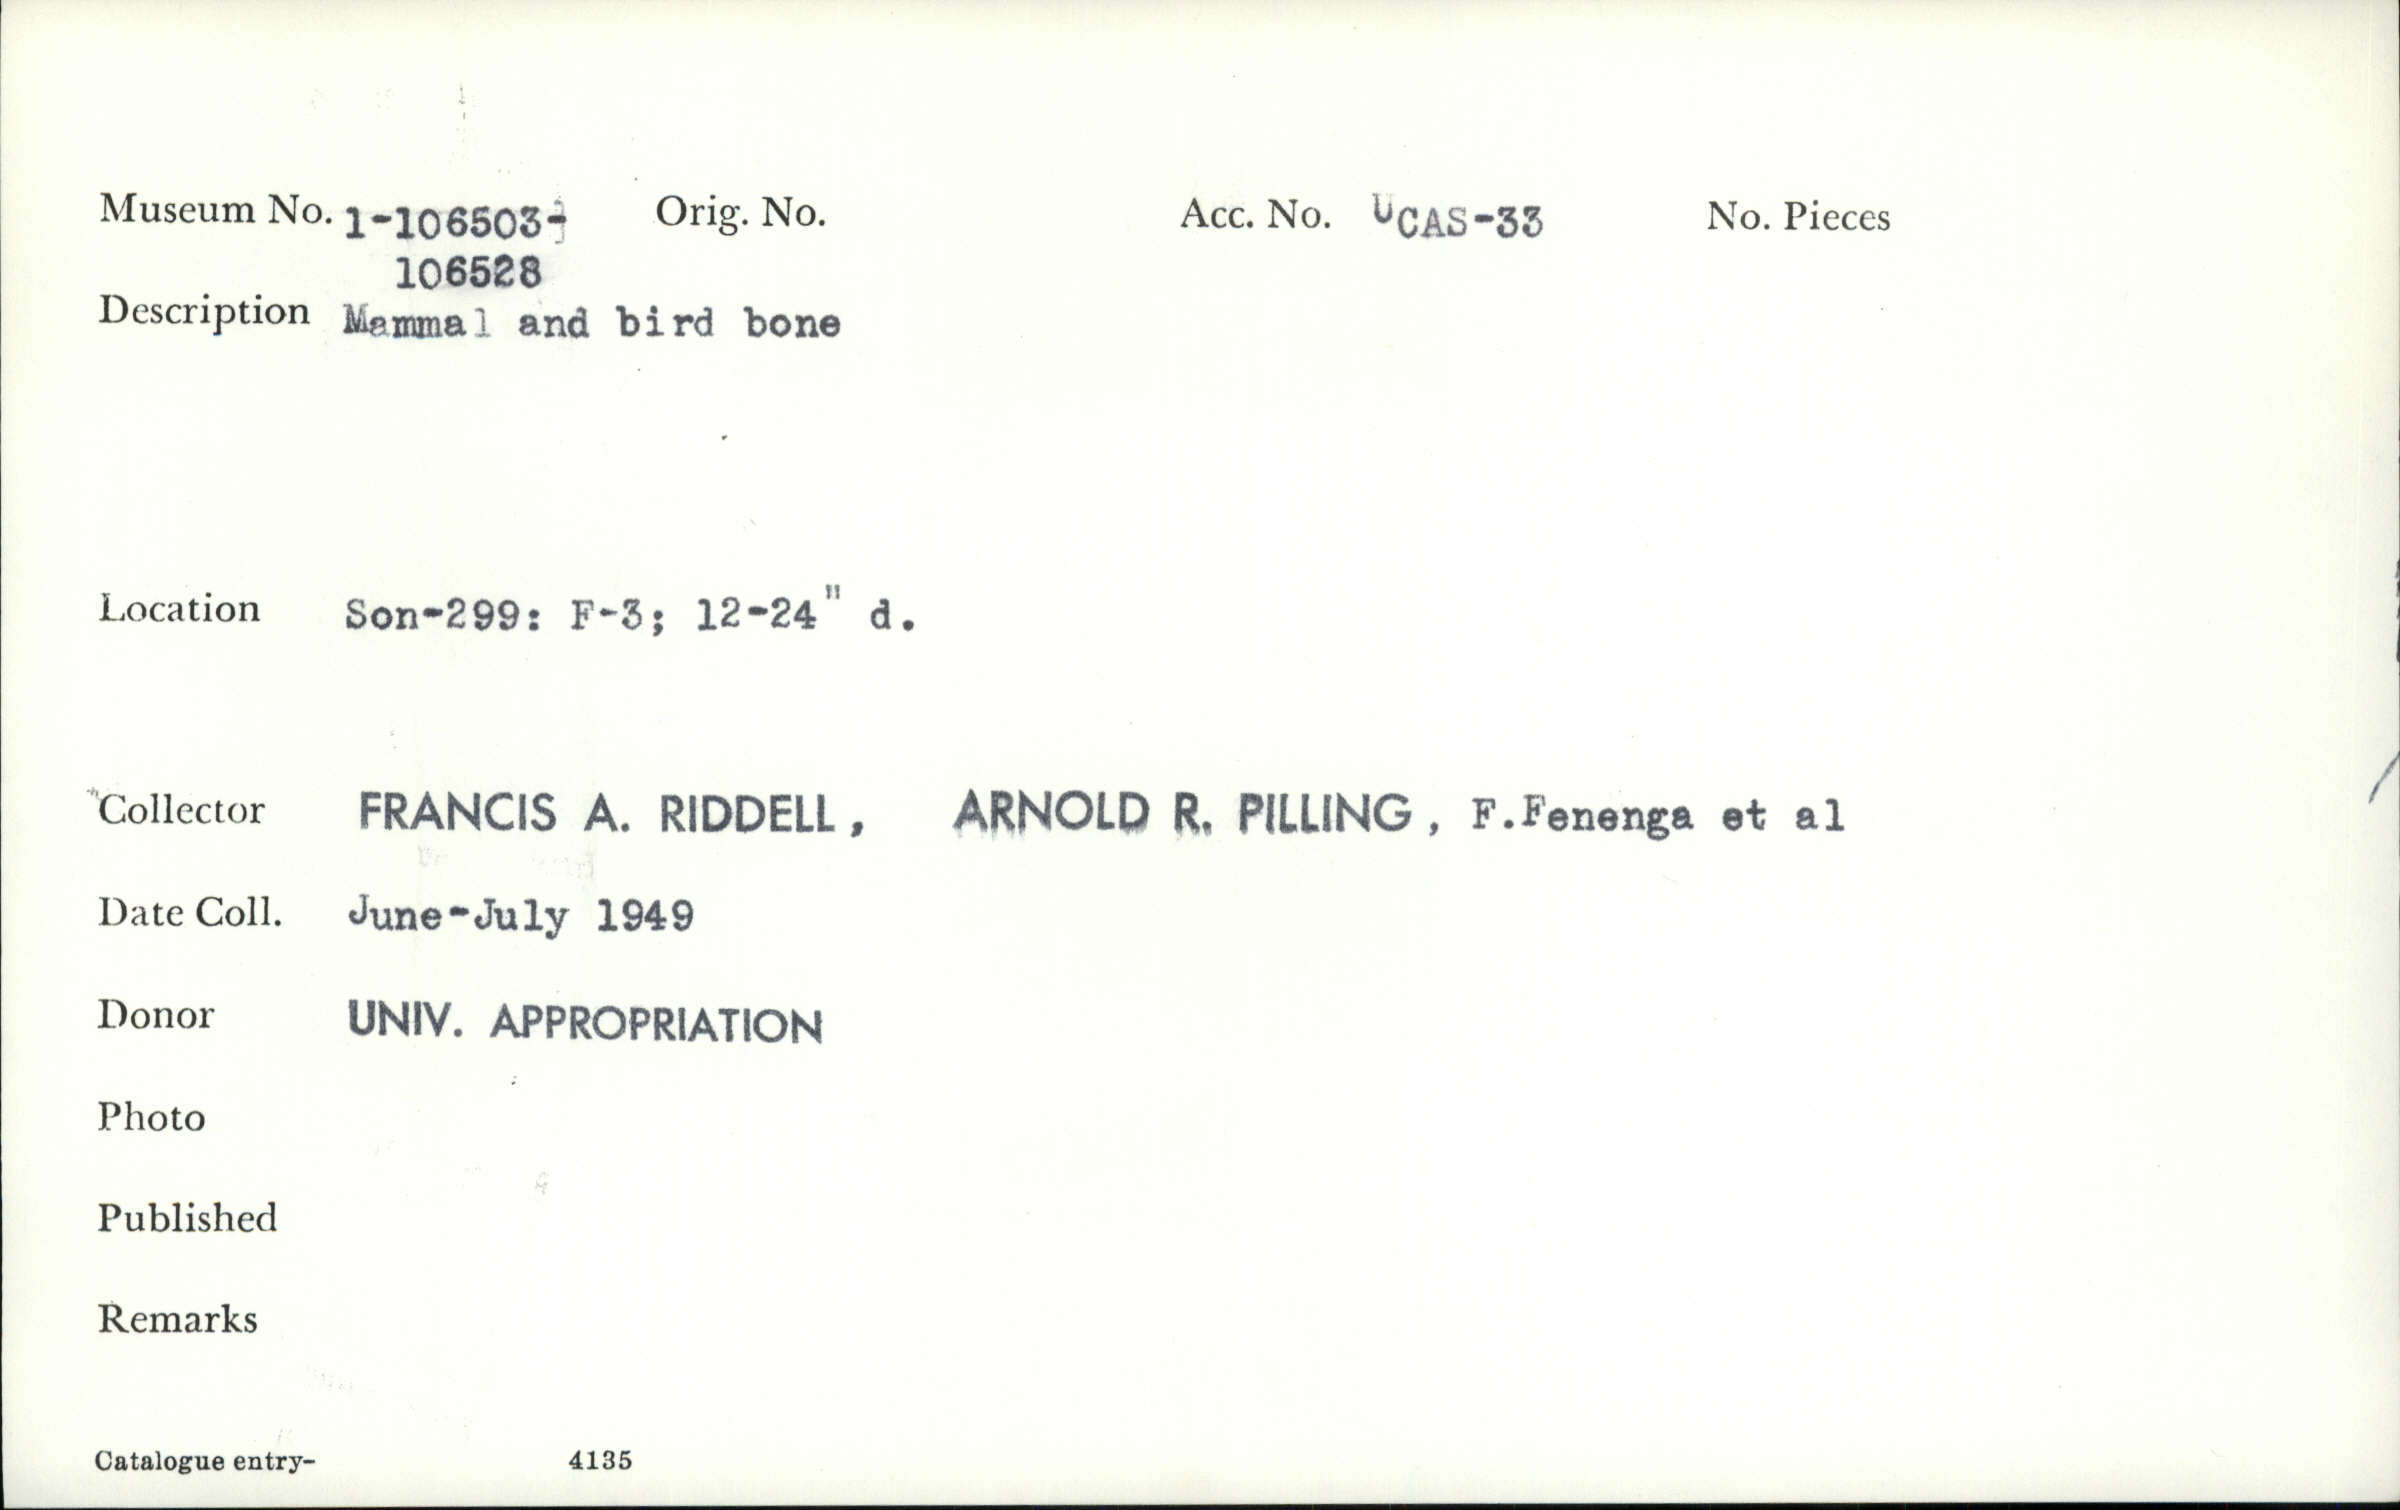 Museum No. 1-106503- Orig. No. Acc. No. UCAS-33 No. Pieces
106528
Description Mammal and bird bone
Location Son-299: F-3; 12-24" d.
Collector FRANCIS A. RIDDELL, ARNOLD R. PILLING, F.Fenenga et al
Date Coll. June-July 1949
Donor UNIV. APPROPRIATION
Photo
Published
Remarks
Catalogue entry- 4135